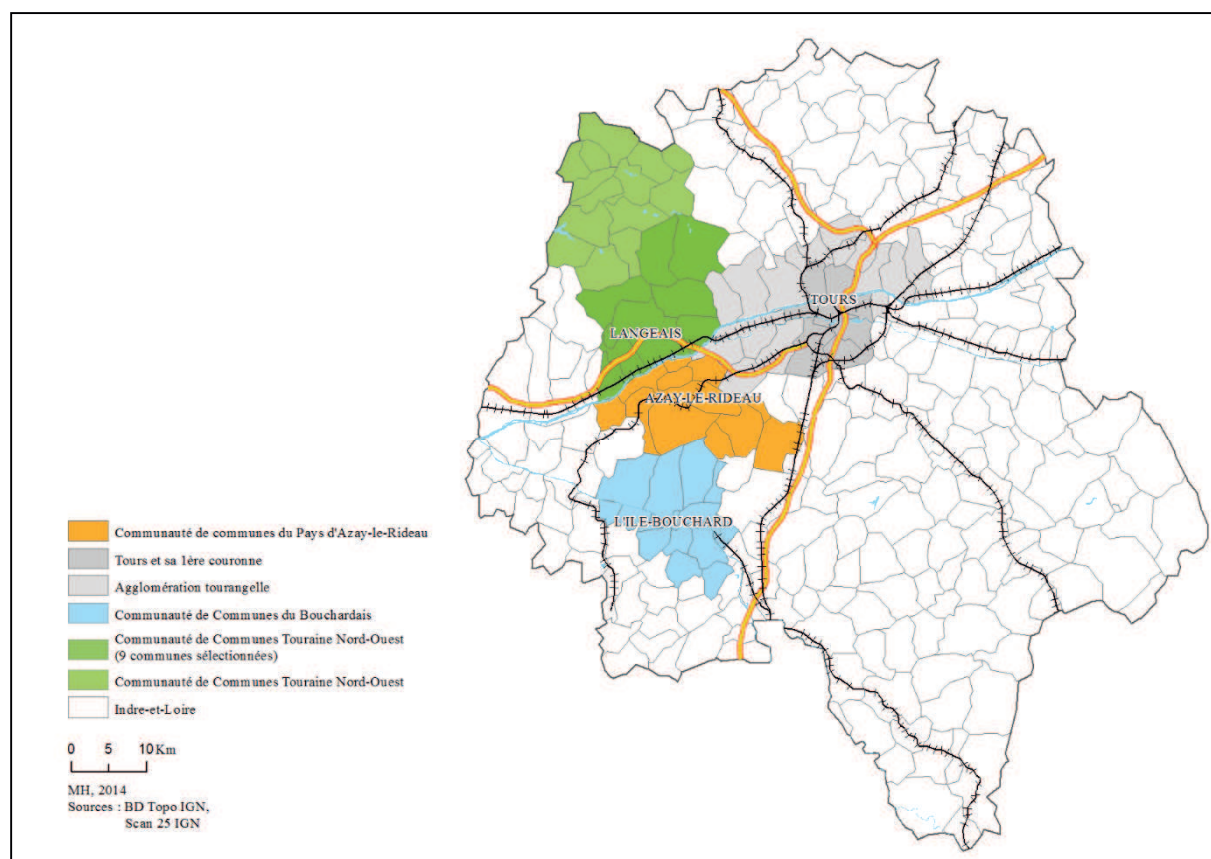 TOURS
LANGEAIS
AZAY-LE-RIDEAU
L'ILE-BOUCHARD
Communauté de communes du Pays d'Azay-le-Rideau
Tours et sa 1ère couronne
Agglomération tourangelle
Communauté de Communes du Bouchardais
Communauté de Communes Touraine Nord-Ouest
(9 communes sélectionnées)
Communauté de Communes Touraine Nord-Ouest
Indre-et-Loire
0 5 10 Km
MH, 2014
Sources : BD Topo IGN,
Scan 25 IGN